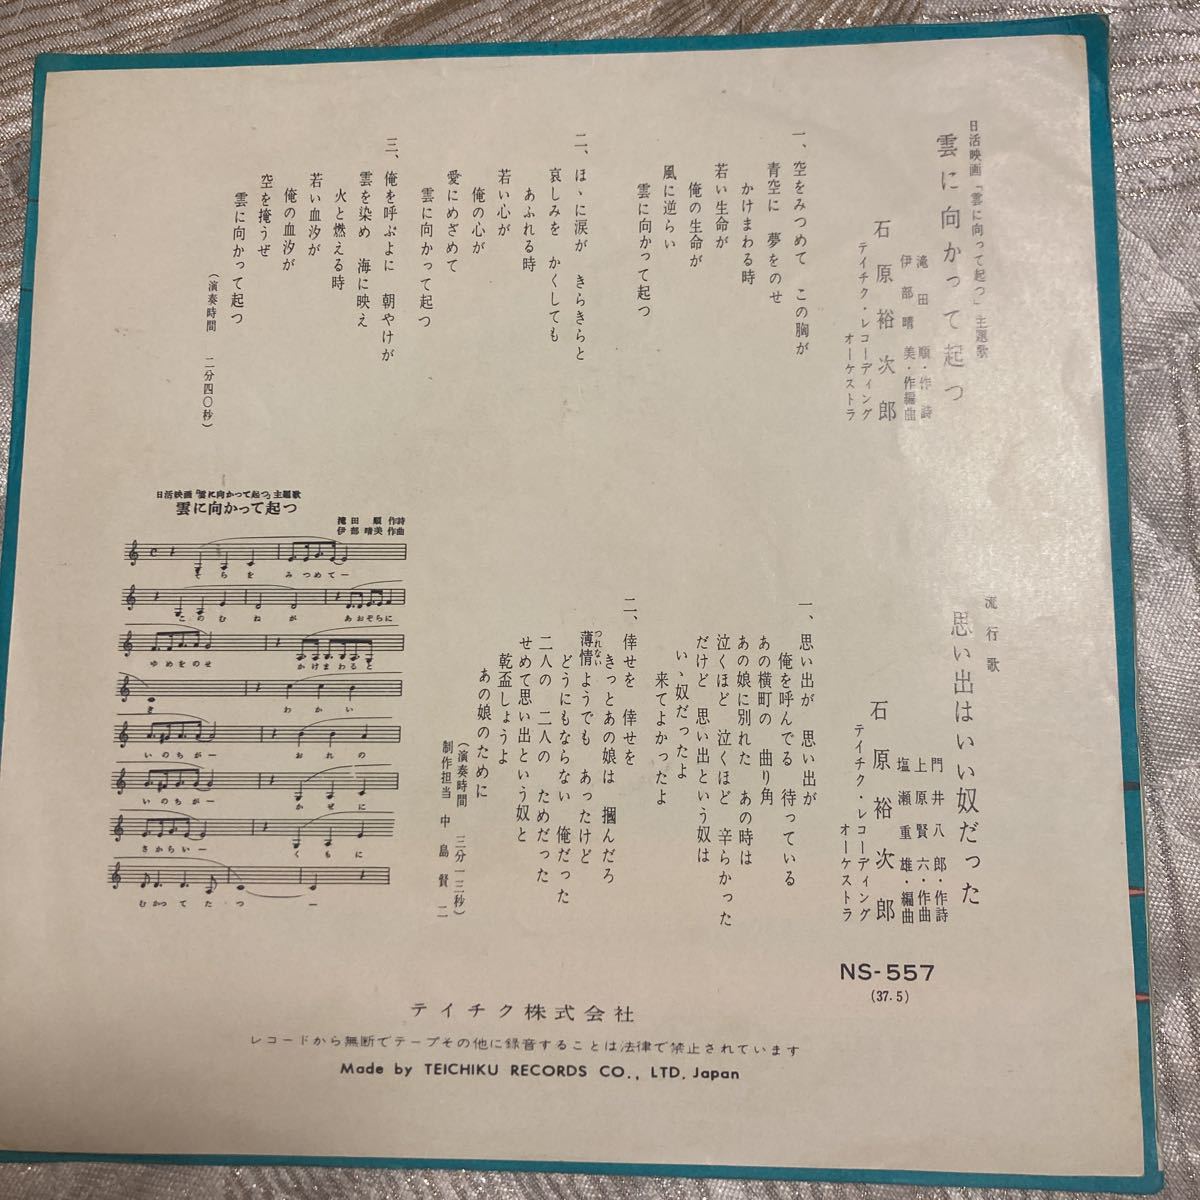 日活映画「雲に向って起つ」主題歌
雲に向かって起つ
滝田順・作詩
伊部晴美・作編曲
石原裕次郎
テイチク・レコーディング
オーケストラ
一、空をみつめて この胸が
青空に 夢をのせ
かけまわる時
若い生命が
俺の生命が
風に逆らい
雲に向かって起つ
二、ほゝに涙が きらきらと
哀しみを かくしても
あふれる時
若い心が
俺の心が
愛にめざめて
雲に向かって起つ
三、俺を呼ぶよに 朝やけが
雲を染め 海に映え
火と燃える時
若い血汐が
俺の血汐が
空を掩うぜ
雲に向かって起つ
(演奏時間 二分四〇秒)
流行歌
思い出はいい奴だった
門井八郎・作詩
上原賢六・作曲
塩瀬重雄・編曲
石原裕次郎
テイチク・レコーディング
オーケストラ
一、思い出が 思い出が
俺を呼んでる 待っている
あの横町の 曲り角
あの娘に別れた あの時は
泣くほど 泣くほど 辛らかった
だけど 思い出という奴は
いゝ奴だったよ
来てよかったよ
二、倖せを 倖せを
きっとあの娘は 掴んだろ
薄情ようでも あったけど
つれない
どうにもならない 俺だった
二人の 二人の ためだった
せめて思い出という奴と
乾盃しょうよ
あの娘のために
(演奏時間 三分一三秒)
制作担当 中島賢二
日活映画「雲に向かって起つ」主題歌
雲に向かって起つ
滝田 順 作詩
伊部 晴美 作曲
そらを みつめてー
このむねが あおぞらに
ゆめをのせ かけまわると
き わかい
いのちがー おれの
いのちがー かぜに
さからいー くもに
むかってたつ ー
NS-557
(37.5)
テイチク株式会社
レコードから無断でテープその他に録音することは法律で禁止されています
Made by TEICHIKU RECORDS CO., LTD. Japan